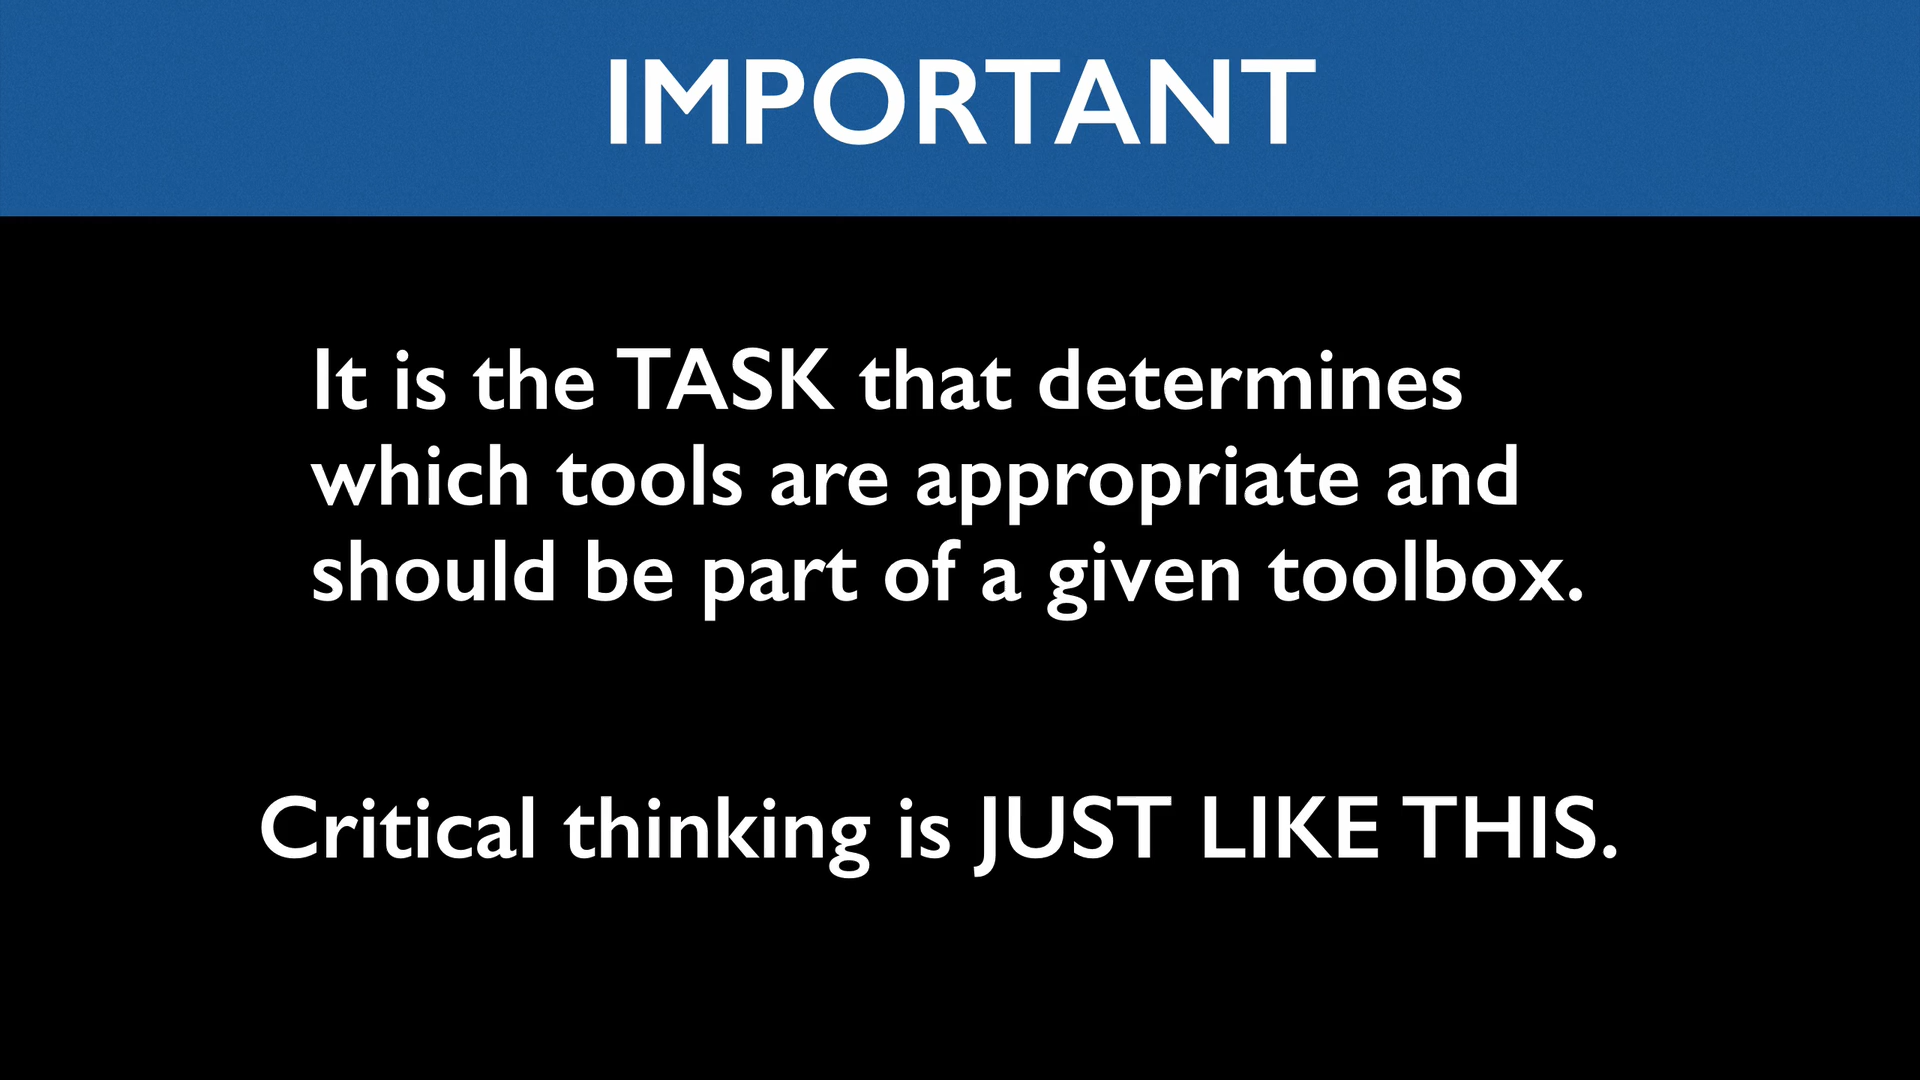 IMPORTANT
It is the TASK that determines
which tools are appropriate and
should be part of a given toolbox.
Critical thinking is JUST LIKE THIS.